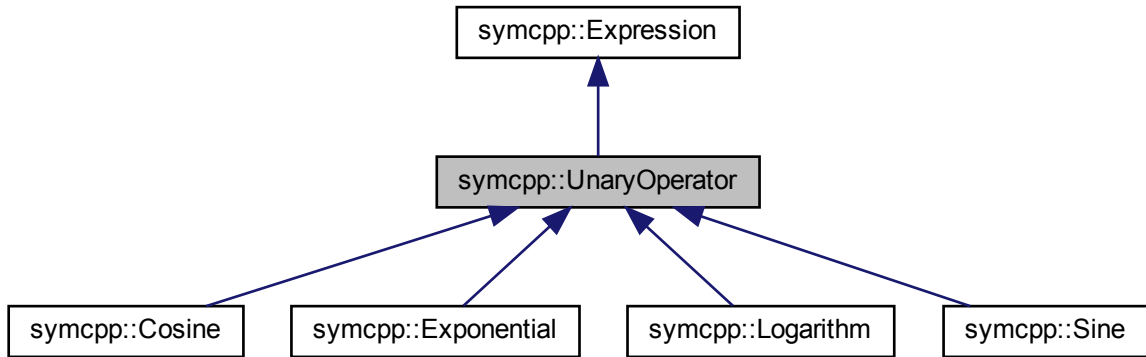 symcpp::Expression
symcpp::UnaryOperator
symcpp::Cosine
symcpp::Exponential
symcpp::Logarithm
symcpp::Sine